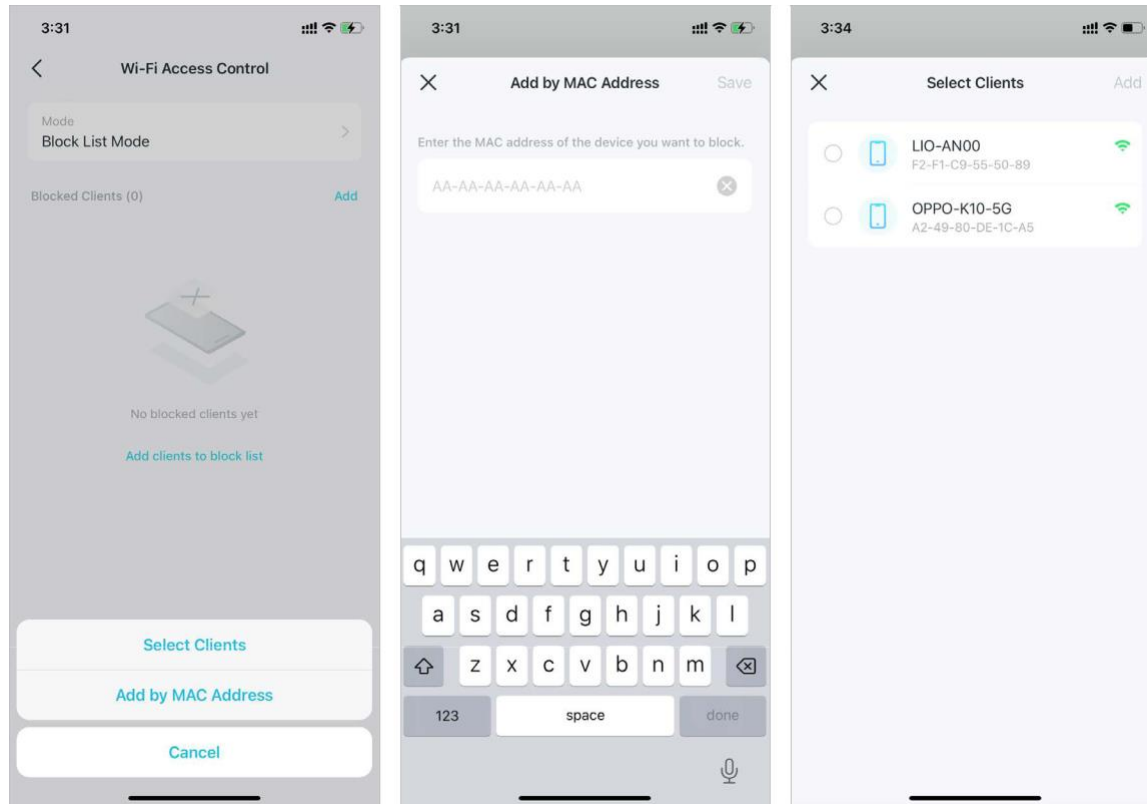 3:31
Wi-Fi Access Control
Mode
Block List Mode
Blocked Clients (0)
Add
No blocked clients yet
Add clients to block list
Select Clients
Add by MAC Address
Cancel
3:31
Add by MAC Address
Save
Enter the MAC address of the device you want to block.
AA-AA-AA-AA-AA-AA
q w e r t y u i o p
a s d f g h j k l
z x c v b n m
123
space
done
3:34
Select Clients
Add
LIO-AN00
F2-F1-C9-55-50-89
OPPO-K10-5G
A2-49-80-DE-1C-A5